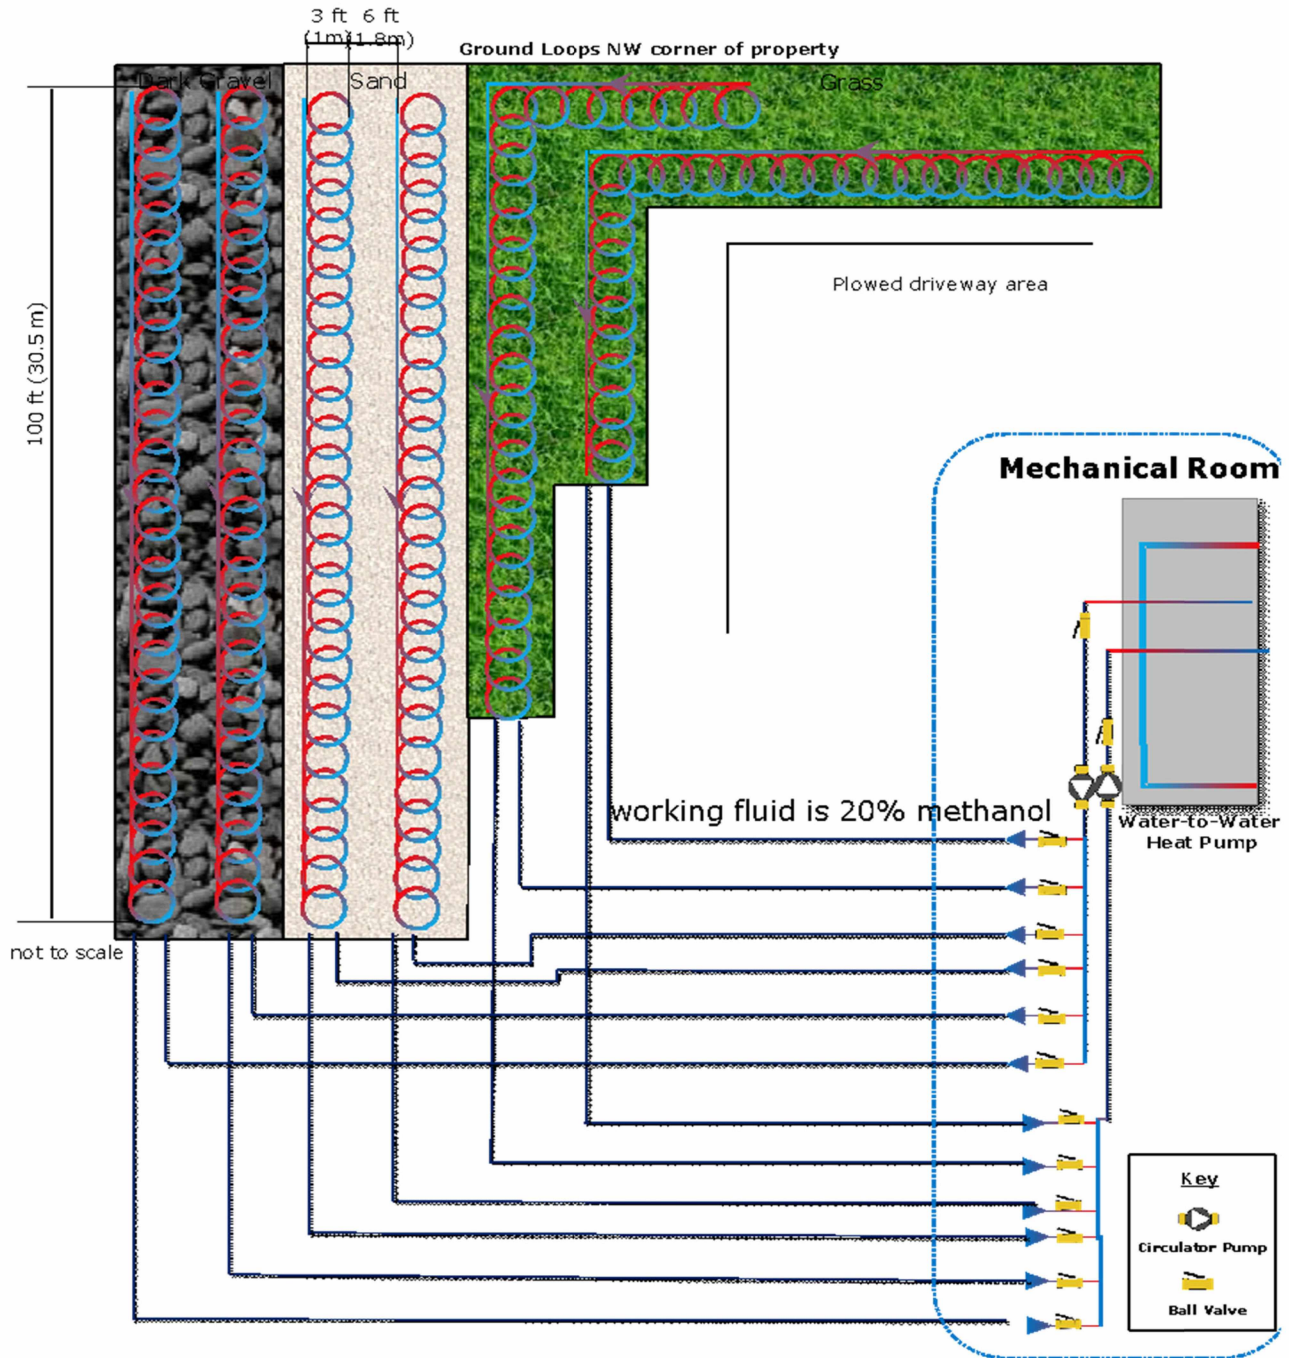 3 ft 6 ft
(1m) (1.8m)
Ground Loops NW corner of property
Dark Gravel
Sand
Grass
Plowed driveway area
100 ft (30.5 m)
Mechanical Room
working fluid is 20% methanol
Water-to-Water
Heat Pump
not to scale
Key
Circulator Pump
Ball Valve